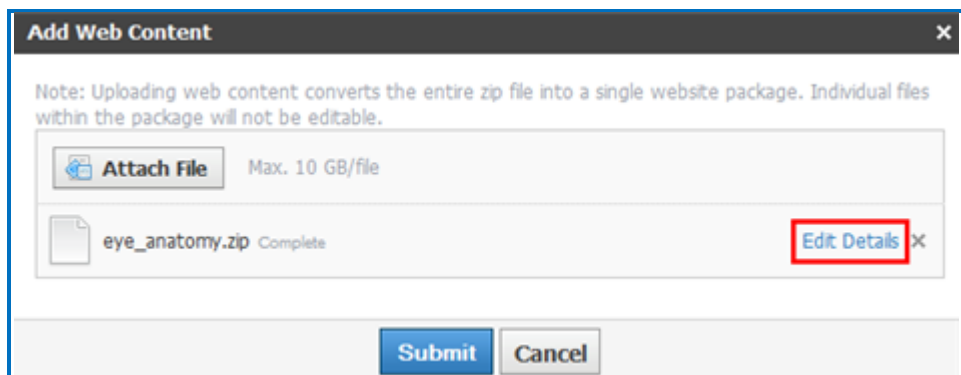 Add Web Content ×
Note: Uploading web content converts the entire zip file into a single website package. Individual files
within the package will not be editable.
Attach File Max. 10 GB/file
eye_anatomy.zip Complete Edit Details ×
Submit Cancel